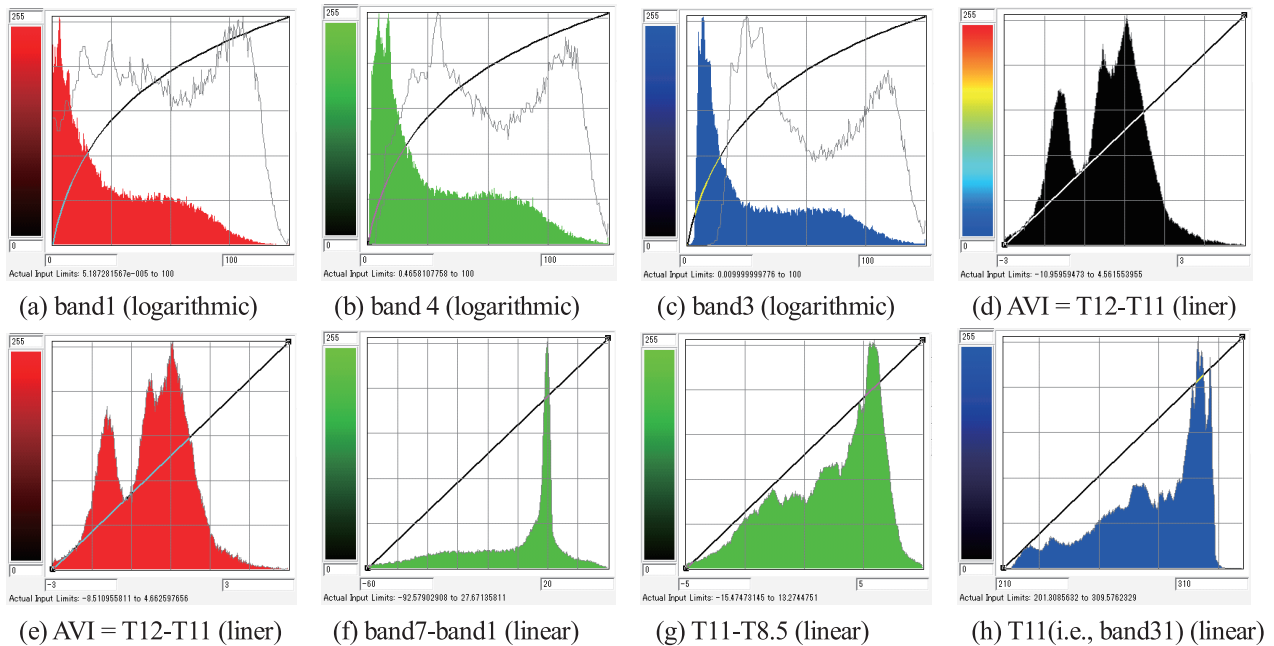 255
0
0 100
Actual Input Limits: 5.187281567e-005 to 100
(a) band1 (logarithmic)
255
0
0 100
Actual Input Limits: 0.4658107758 to 100
(b) band 4 (logarithmic)
255
0
0 100
Actual Input Limits: 0.009999999776 to 100
(c) band3 (logarithmic)
255
0
-3 3
Actual Input Limits: -10.95959473 to 4.561553955
(d) AVI = T12-T11 (liner)
255
0
-3 3
Actual Input Limits: -8.510955811 to 4.662597656
(e) AVI = T12-T11 (liner)
255
0
-60 20
Actual Input Limits: -92.57902908 to 27.67135811
(f) band7-band1 (linear)
255
0
-5 5
Actual Input Limits: -15.47473145 to 13.2744751
(g) T11-T8.5 (linear)
255
0
210 310
Actual Input Limits: 201.3085632 to 309.5762329
(h) T11(i.e., band31) (linear)